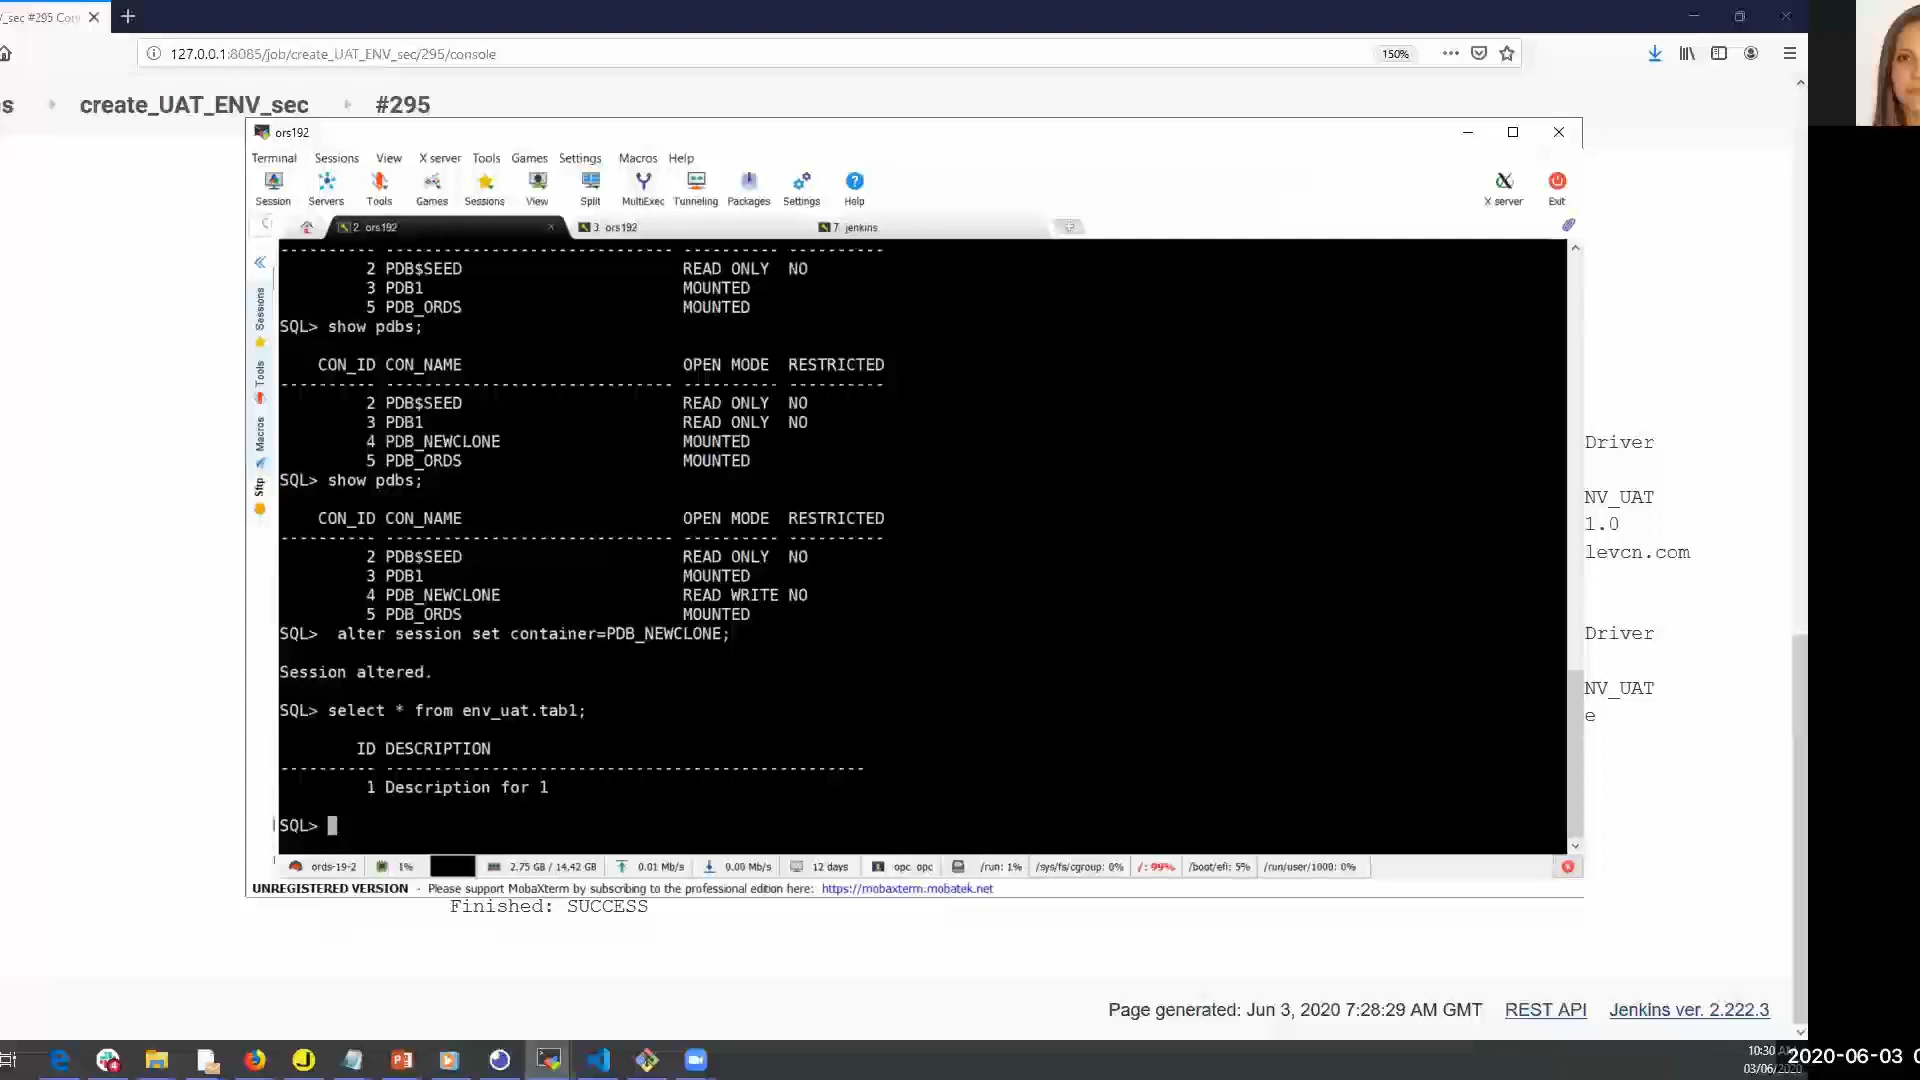 /_sec #295 Con
127.0.0.1:8085/job/create_UAT_ENV_sec/295/console
150%
s
create_UAT_ENV_sec
#295
ors192
Terminal Sessions View X server Tools Games Settings Macros Help
Session Servers Tools Games Sessions View Split MultiExec Tunneling Packages Settings Help
X server Exit
2. ors192
3. ors192
7. jenkins
Sessions
Tools
Macros
Sftp
---------- ------------------------------ ---------- ----------
2 PDB$SEED READ ONLY NO
3 PDB1 MOUNTED
5 PDB_ORDS MOUNTED
SQL> show pdbs;
CON_ID CON_NAME OPEN MODE RESTRICTED
---------- ------------------------------ ---------- ----------
2 PDB$SEED READ ONLY NO
3 PDB1 READ ONLY NO
4 PDB_NEWCLONE MOUNTED
5 PDB_ORDS MOUNTED
SQL> show pdbs;
CON_ID CON_NAME OPEN MODE RESTRICTED
---------- ------------------------------ ---------- ----------
2 PDB$SEED READ ONLY NO
3 PDB1 MOUNTED
4 PDB_NEWCLONE READ WRITE NO
5 PDB_ORDS MOUNTED
SQL> alter session set container=PDB_NEWCLONE;
Session altered.
SQL> select * from env_uat.tab1;
ID DESCRIPTION
---------- --------------------------------------------------
1 Description for 1
SQL>
Driver
NV_UAT
1.0
levcn.com
Driver
NV_UAT
e
ords-19-2 1% 2.75 GB / 14.42 GB 0.01 Mb/s 0.00 Mb/s 12 days opc opc /run: 1% /sys/fs/cgroup: 0% /: 99% /boot/efi: 5% /run/user/1000: 0%
UNREGISTERED VERSION - Please support MobaXterm by subscribing to the professional edition here: https://mobaxterm.mobatek.net
Finished: SUCCESS
Page generated: Jun 3, 2020 7:28:29 AM GMT REST API Jenkins ver. 2.222.3
10:30 AM
03/06/2020
2020-06-03